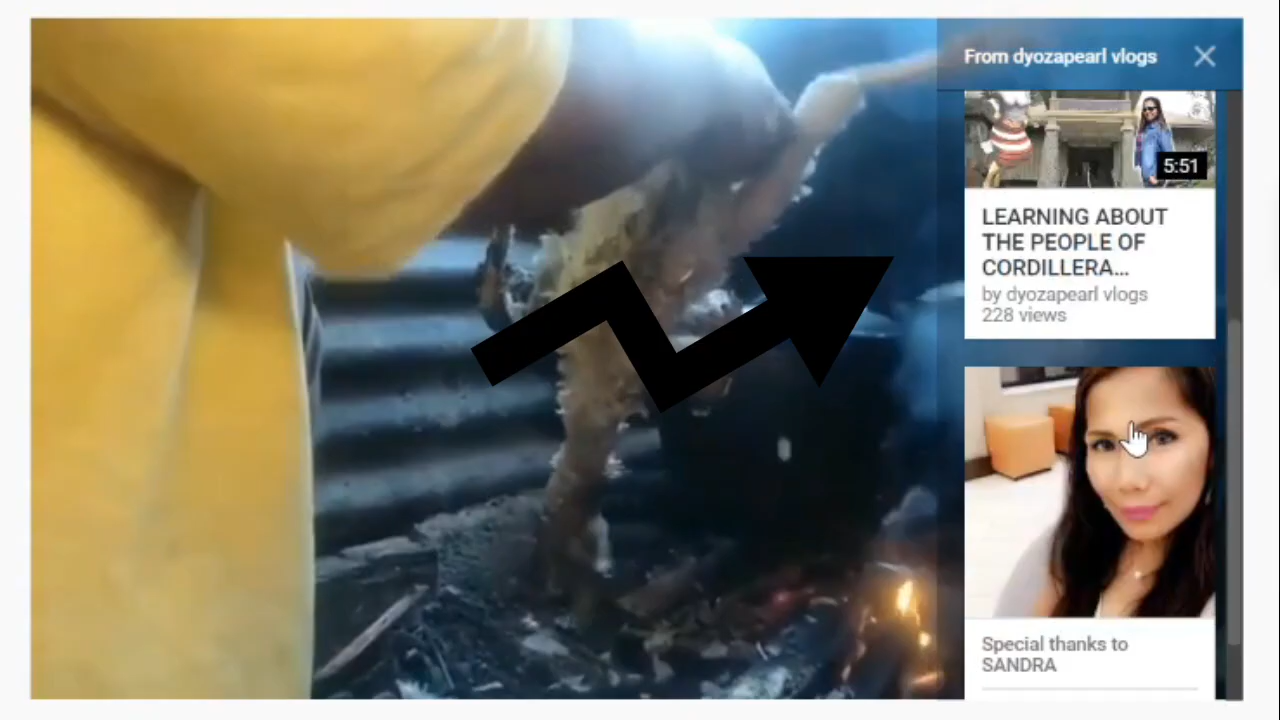 From dyozapearl vlogs
5:51
LEARNING ABOUT
THE PEOPLE OF
CORDILLERA...
by dyozapearl vlogs
228 views
Special thanks to
SANDRA